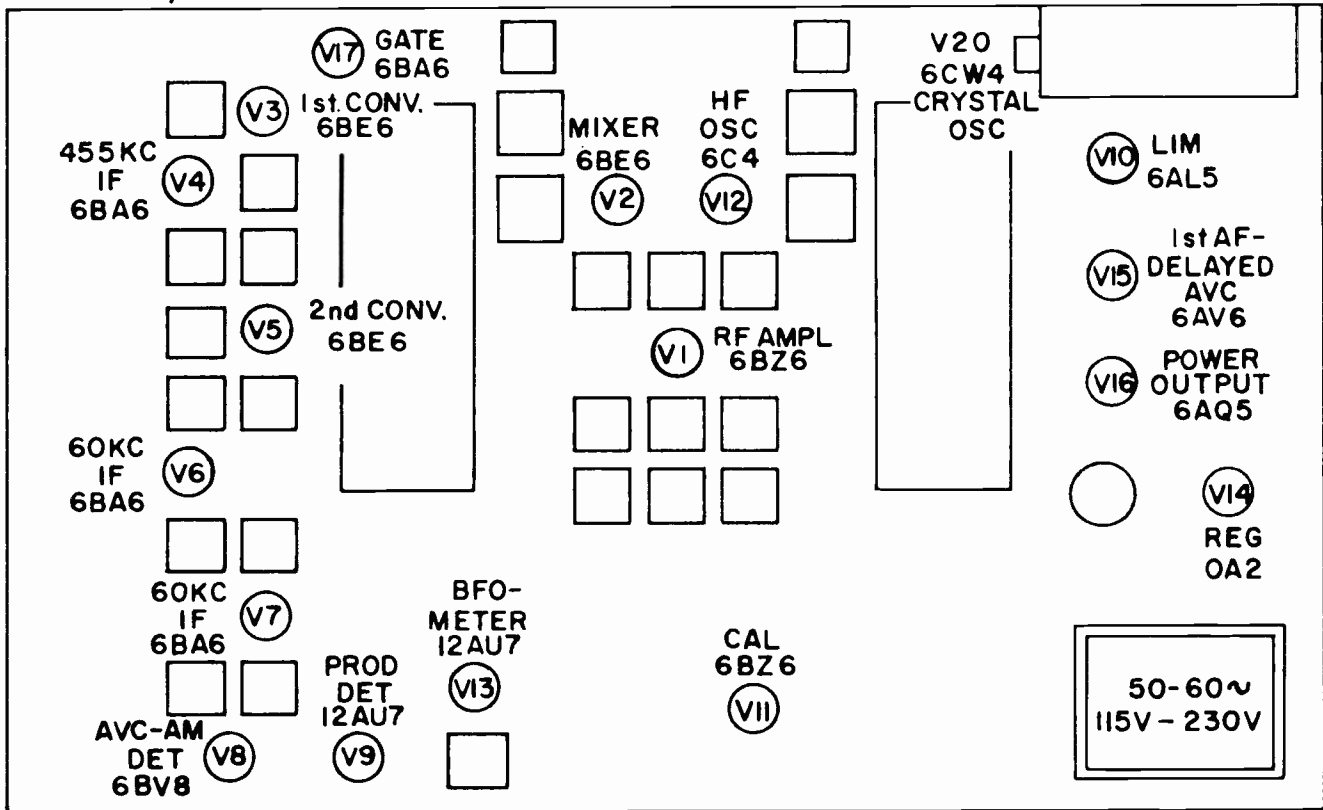 V17
GATE
6BA6
V3
1st. CONV.
6BE6
455KC
IF
6BA6
V4
MIXER
6BE6
V2
HF
OSC
6C4
V12
V20
6CW4
CRYSTAL
OSC
V10
LIM
6AL5
V15
1st AF-
DELAYED
AVC
6AV6
V5
2nd CONV.
6BE6
V1
RF AMPL
6BZ6
V16
POWER
OUTPUT
6AQ5
60KC
IF
6BA6
V6
V14
REG
OA2
60KC
IF
6BA6
V7
BFO-
METER
12AU7
V13
PROD
DET
12AU7
V9
CAL
6BZ6
V11
50-60~
115V-230V
AVC-AM
DET
6BV8
V8